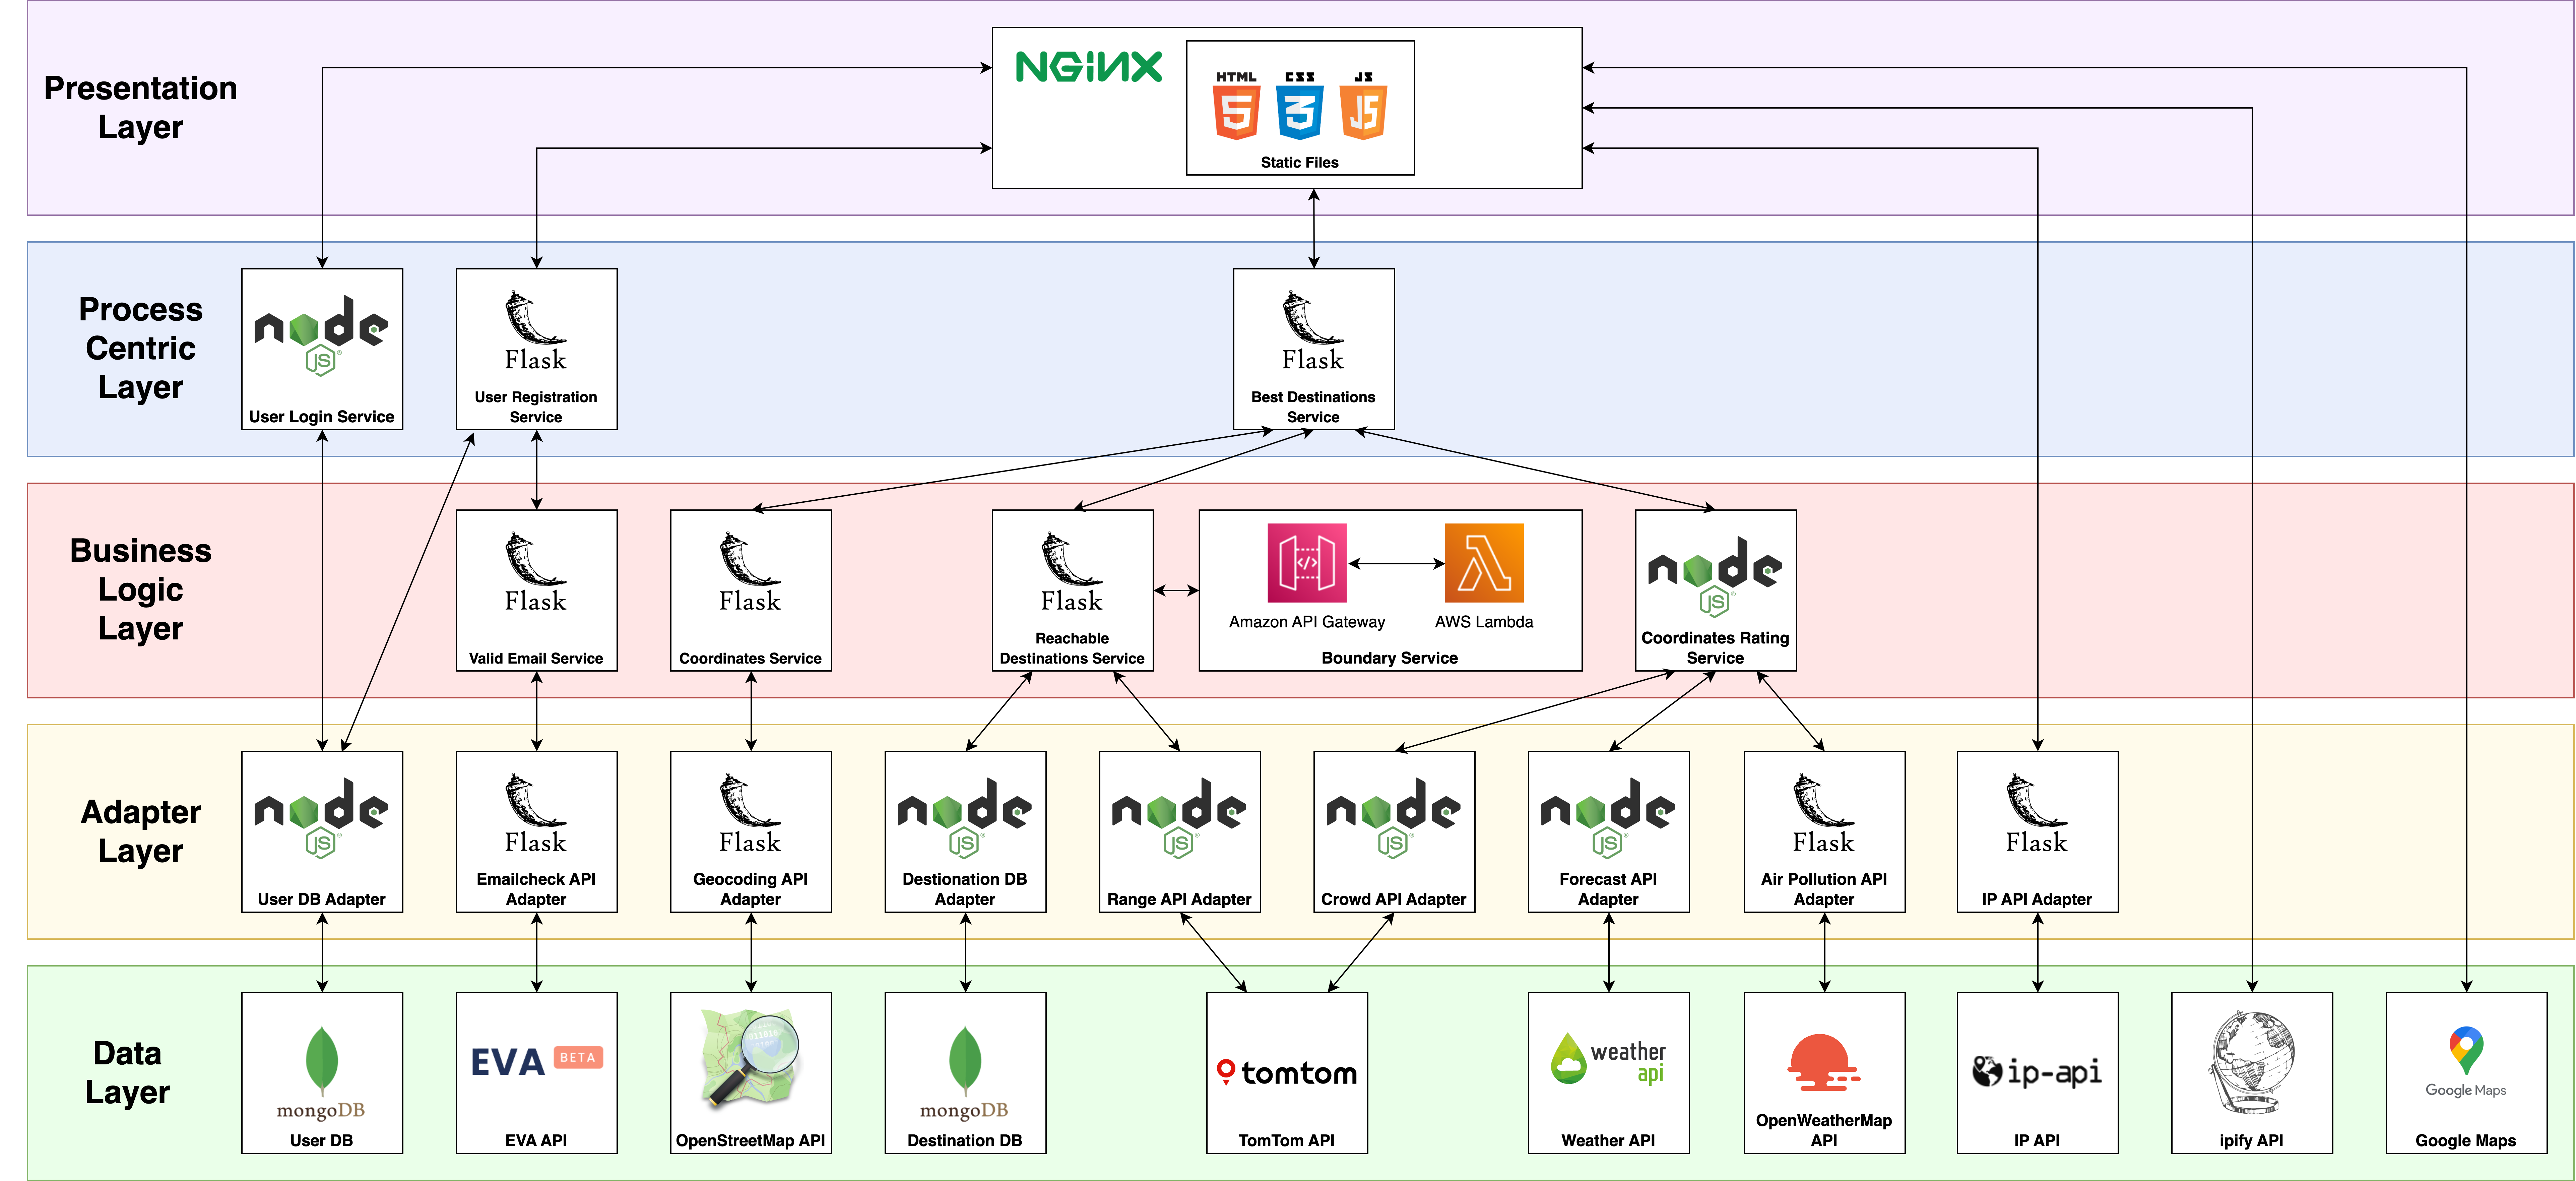 Presentation
Layer
NGINX
HTML
CSS
JS
5
3
JS
Static Files
Process
Centric
Layer
node
JS
User Login Service
Flask
User Registration
Service
Flask
Best Destinations
Service
Business
Logic
Layer
Flask
Valid Email Service
Flask
Coordinates Service
Flask
Reachable
Destinations Service
</>
Amazon API Gateway
AWS Lambda
Boundary Service
node
JS
Coordinates Rating
Service
Adapter
Layer
node
JS
User DB Adapter
Flask
Emailcheck API
Adapter
Flask
Geocoding API
Adapter
node
JS
Destionation DB
Adapter
node
JS
Range API Adapter
node
JS
Crowd API Adapter
node
JS
Forecast API
Adapter
Flask
Air Pollution API
Adapter
Flask
IP API Adapter
Data
Layer
mongoDB
User DB
EVA BETA
EVA API
OpenStreetMap API
mongoDB
Destination DB
tomtom
TomTom API
weather
api
Weather API
OpenWeatherMap
API
ip-api
IP API
ipify API
Google Maps
Google Maps